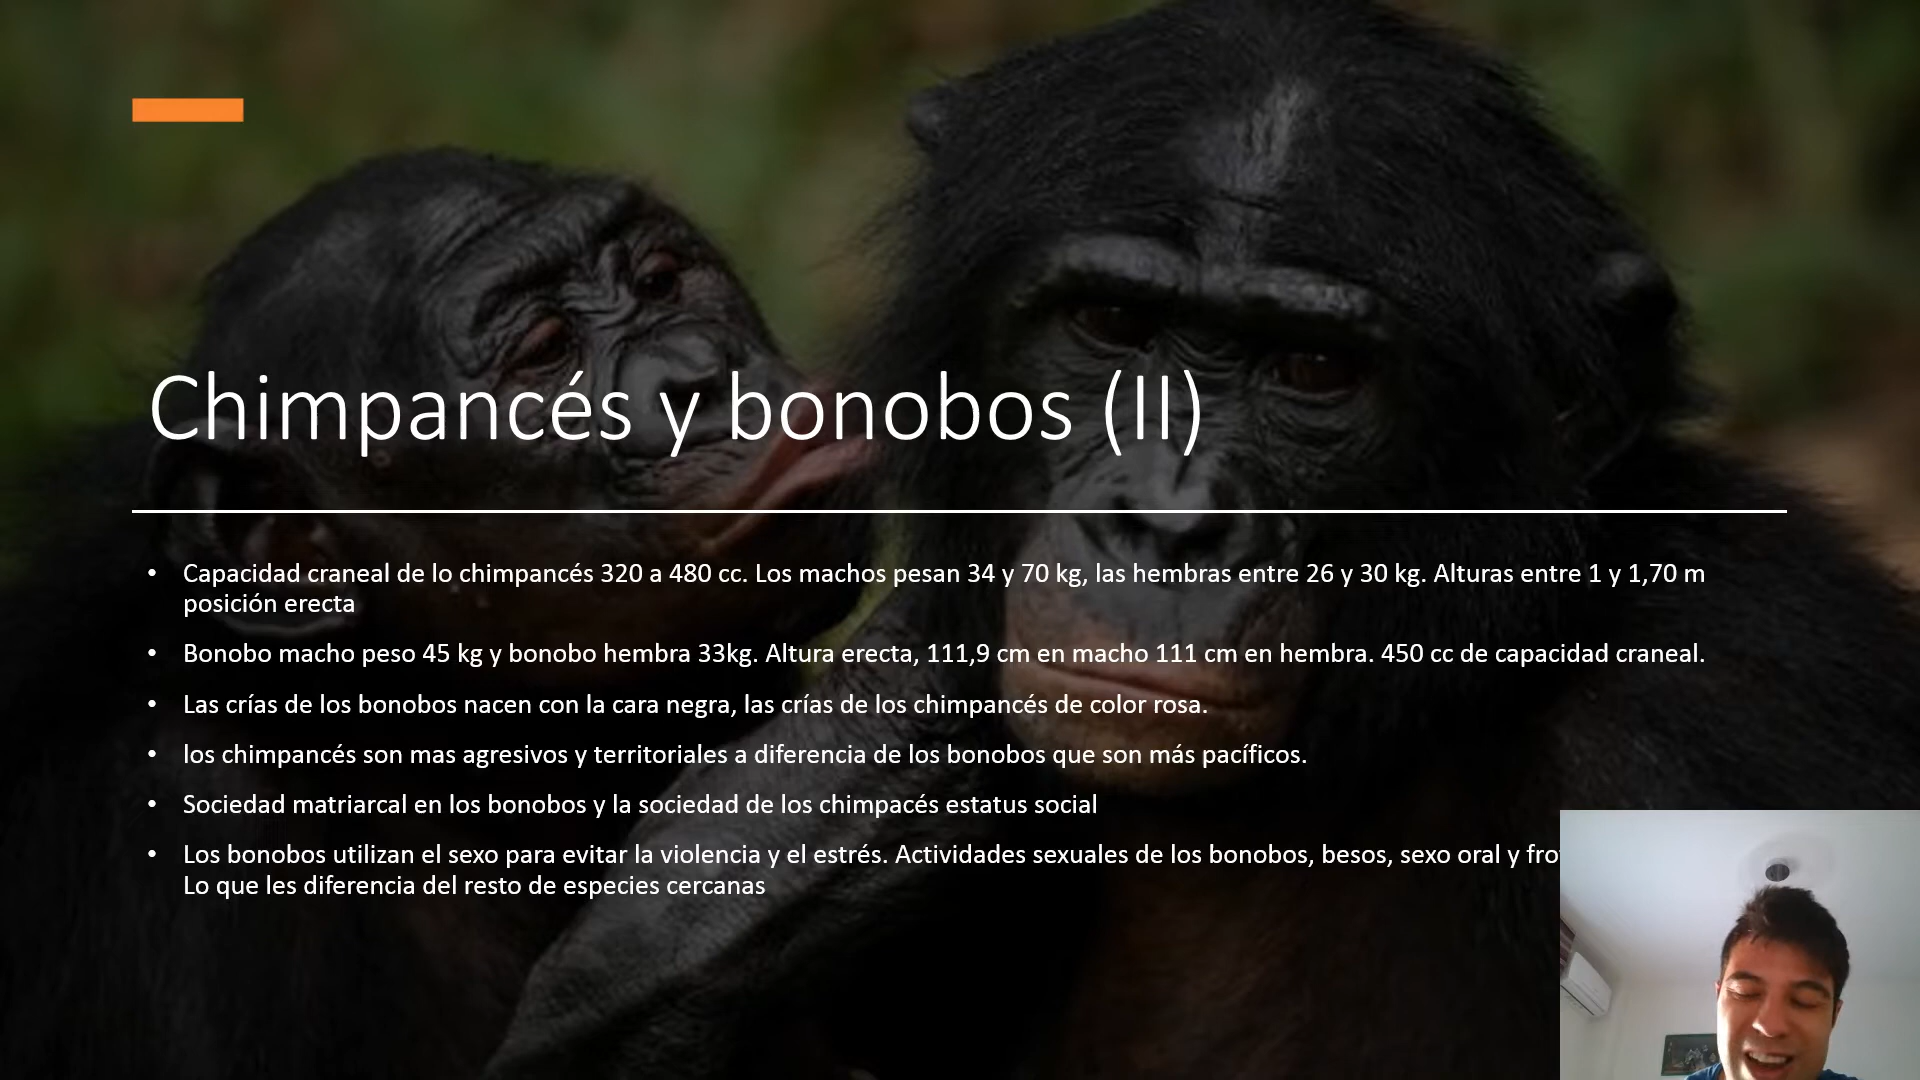 Chimpancés y bonobos (II)
• Capacidad craneal de lo chimpancés 320 a 480 cc. Los machos pesan 34 y 70 kg, las hembras entre 26 y 30 kg. Alturas entre 1 y 1,70 m
posición erecta
• Bonobo macho peso 45 kg y bonobo hembra 33kg. Altura erecta, 111,9 cm en macho 111 cm en hembra. 450 cc de capacidad craneal.
• Las crías de los bonobos nacen con la cara negra, las crías de los chimpancés de color rosa.
• los chimpancés son mas agresivos y territoriales a diferencia de los bonobos que son más pacíficos.
• Sociedad matriarcal en los bonobos y la sociedad de los chimpacés estatus social
• Los bonobos utilizan el sexo para evitar la violencia y el estrés. Actividades sexuales de los bonobos, besos, sexo oral y
Lo que les diferencia del resto de especies cercanas